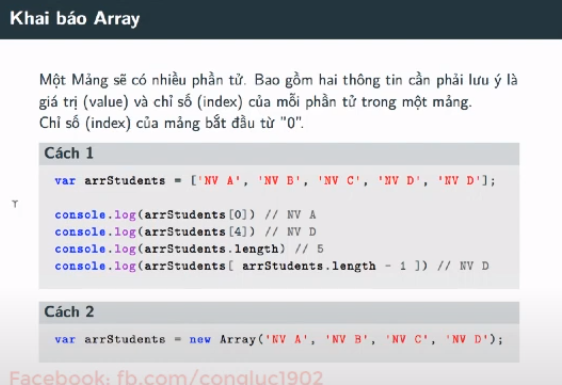 Khai báo Array
Một Mảng sẽ có nhiều phần tử. Bao gồm hai thông tin cần phải lưu ý là
giá trị (value) và chỉ số (index) của mỗi phần tử trong một mảng.
Chỉ số (index) của mảng bắt đầu từ "0".
Cách 1
var arrStudents = ['NV A', 'NV B', 'NV C', 'NV D', 'NV D'];
console.log(arrStudents[0]) // NV A
console.log(arrStudents[4]) // NV D
console.log(arrStudents.length) // 5
console.log(arrStudents[ arrStudents.length - 1 ]) // NV D
Cách 2
var arrStudents = new Array('NV A', 'NV B', 'NV C', 'NV D');
Facebook: fb.com/congluc1902